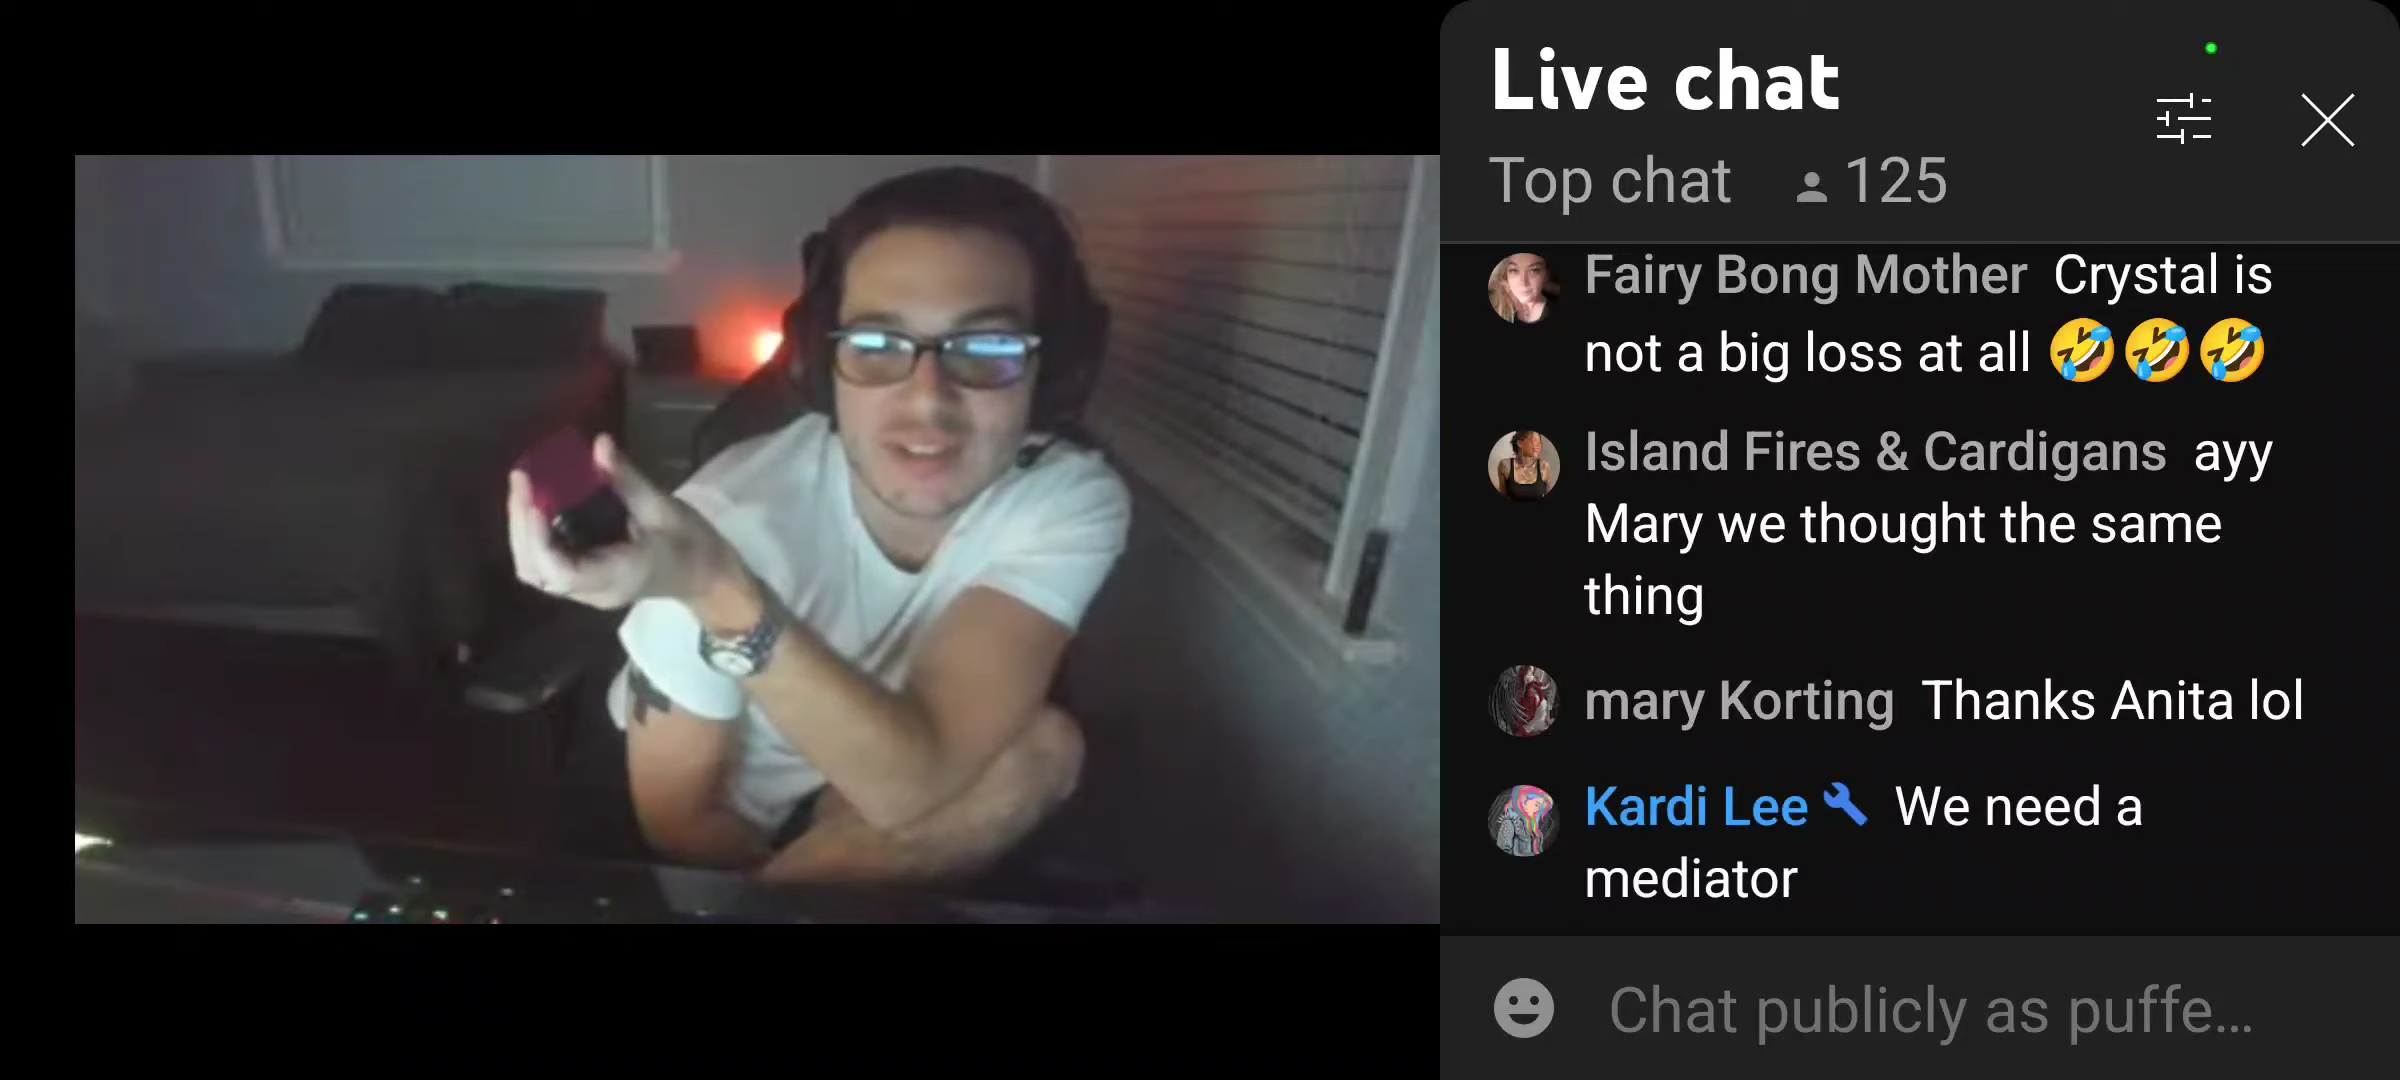 Live chat
Top chat 125
Fairy Bong Mother Crystal is
not a big loss at all 🤣🤣🤣
Island Fires & Cardigans ayy
Mary we thought the same
thing
mary Korting Thanks Anita lol
Kardi Lee We need a
mediator
Chat publicly as puffe...